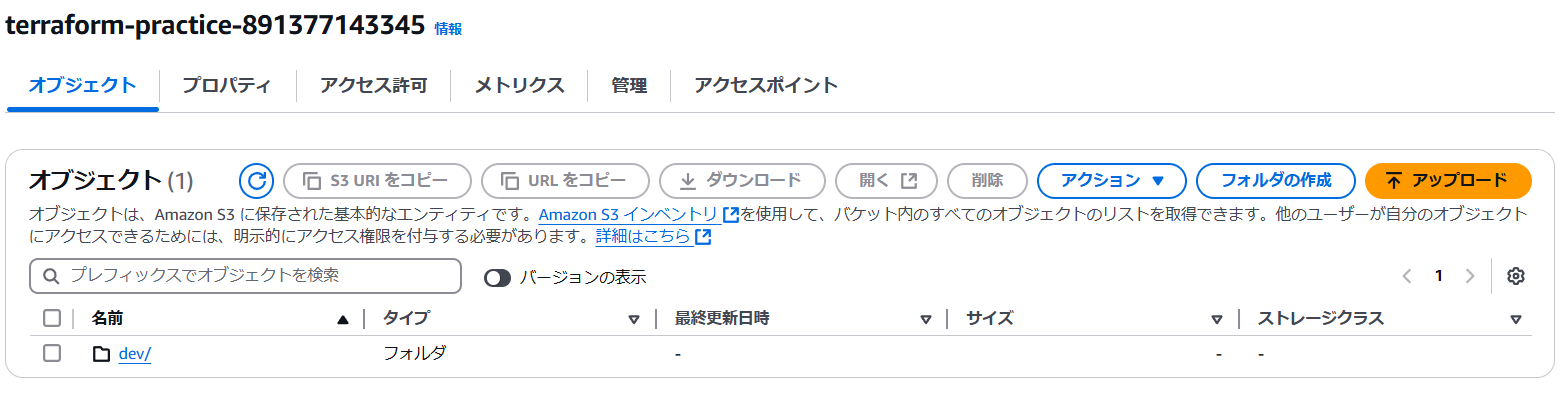 terraform-practice-891377143345 情報
オブジェクト プロパティ アクセス許可 メトリクス 管理 アクセスポイント
オブジェクト (1) S3 URI をコピー URL をコピー ダウンロード 開く 削除 アクション フォルダの作成 アップロード
オブジェクトは、Amazon S3 に保存された基本的なエンティティです。Amazon S3 インベントリ を使用して、バケット内のすべてのオブジェクトのリストを取得できます。他のユーザーが自分のオブジェクト
にアクセスできるためには、明示的にアクセス権限を付与する必要があります。詳細はこちら
プレフィックスでオブジェクトを検索 バージョンの表示 1
名前 タイプ 最終更新日時 サイズ ストレージクラス
dev/ フォルダ - - -